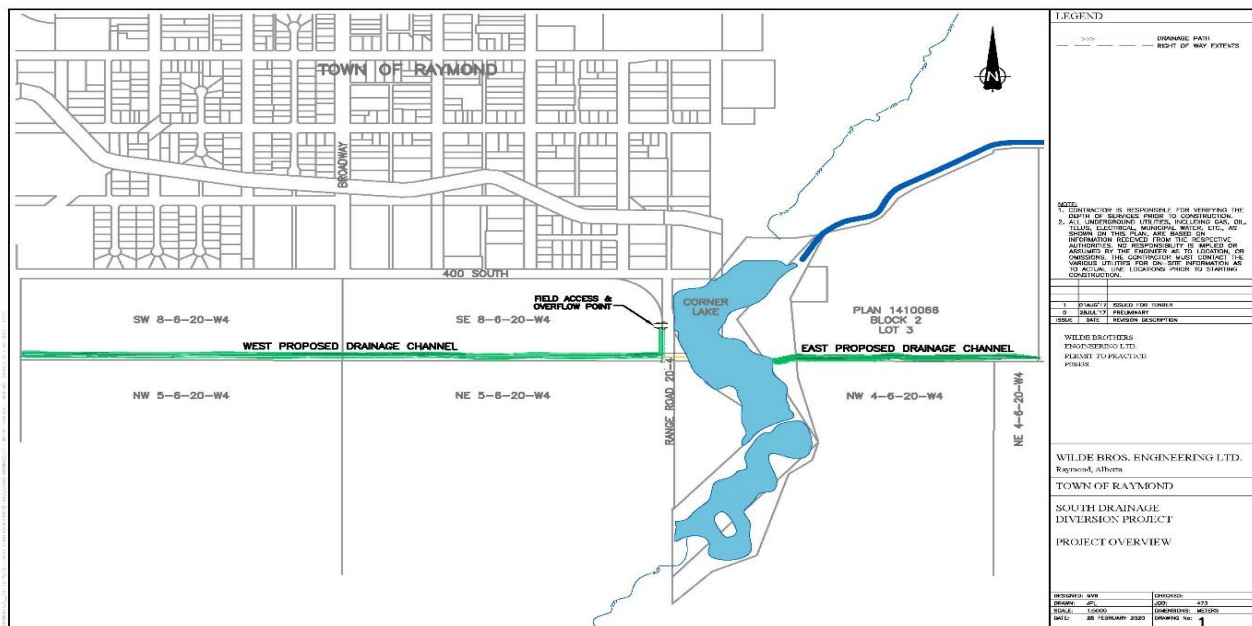 TOWN OF RAYMOND
BROADWAY
400 SOUTH
FIELD ACCESS &
OVERFLOW POINT
CORNER
LAKE
SW 8-6-20-W4
SE 8-6-20-W4
PLAN 1410066
BLOCK 2
LOT 3
WEST PROPOSED DRAINAGE CHANNEL
EAST PROPOSED DRAINAGE CHANNEL
NW 5-6-20-W4
NE 5-6-20-W4
RANGE ROAD 20-4
NW 4-6-20-W4
NE 4-6-20-W4
N
LEGEND
>>> DRAINAGE PATH
RIGHT OF WAY EXTENTS
NOTE:
1. CONTRACTOR IS RESPONSIBLE FOR VERIFYING THE
DEPTH OF SERVICES PRIOR TO CONSTRUCTION.
2. ALL UNDERGROUND UTILITIES, INCLUDING GAS, OIL,
TELUS, ELECTRICAL, MUNICIPAL WATER, ETC., AS
SHOWN ON THIS PLAN, ARE BASED ON
INFORMATION RECEIVED FROM THE RESPECTIVE
AUTHORITIES. NO RESPONSIBILITY IS IMPLIED OR
ASSUMED BY THE ENGINEER AS TO LOCATION, OR
OMISSIONS. THE CONTRACTOR MUST CONTACT THE
VARIOUS UTILITIES FOR ON-SITE INFORMATION AS
TO ACTUAL LINE LOCATIONS PRIOR TO STARTING
CONSTRUCTION.
1 01AUG'17 ISSUED FOR TENDER
0 28JUL'17 PRELIMINARY
ISSUE DATE REVISION DESCRIPTION
WILDE BROTHERS
ENGINEERING LTD.
PERMIT TO PRACTICE
WILDE BROS. ENGINEERING LTD.
Raymond, Alberta
TOWN OF RAYMOND
SOUTH DRAINAGE
DIVERSION PROJECT
PROJECT OVERVIEW
DESIGNED: CHECKED:
DRAWN: JPL JOB: 473
SCALE: 1:5000 DIMENSIONS: METERS
DATE: 28 FEBRUARY 2020 DRAWING No: 1